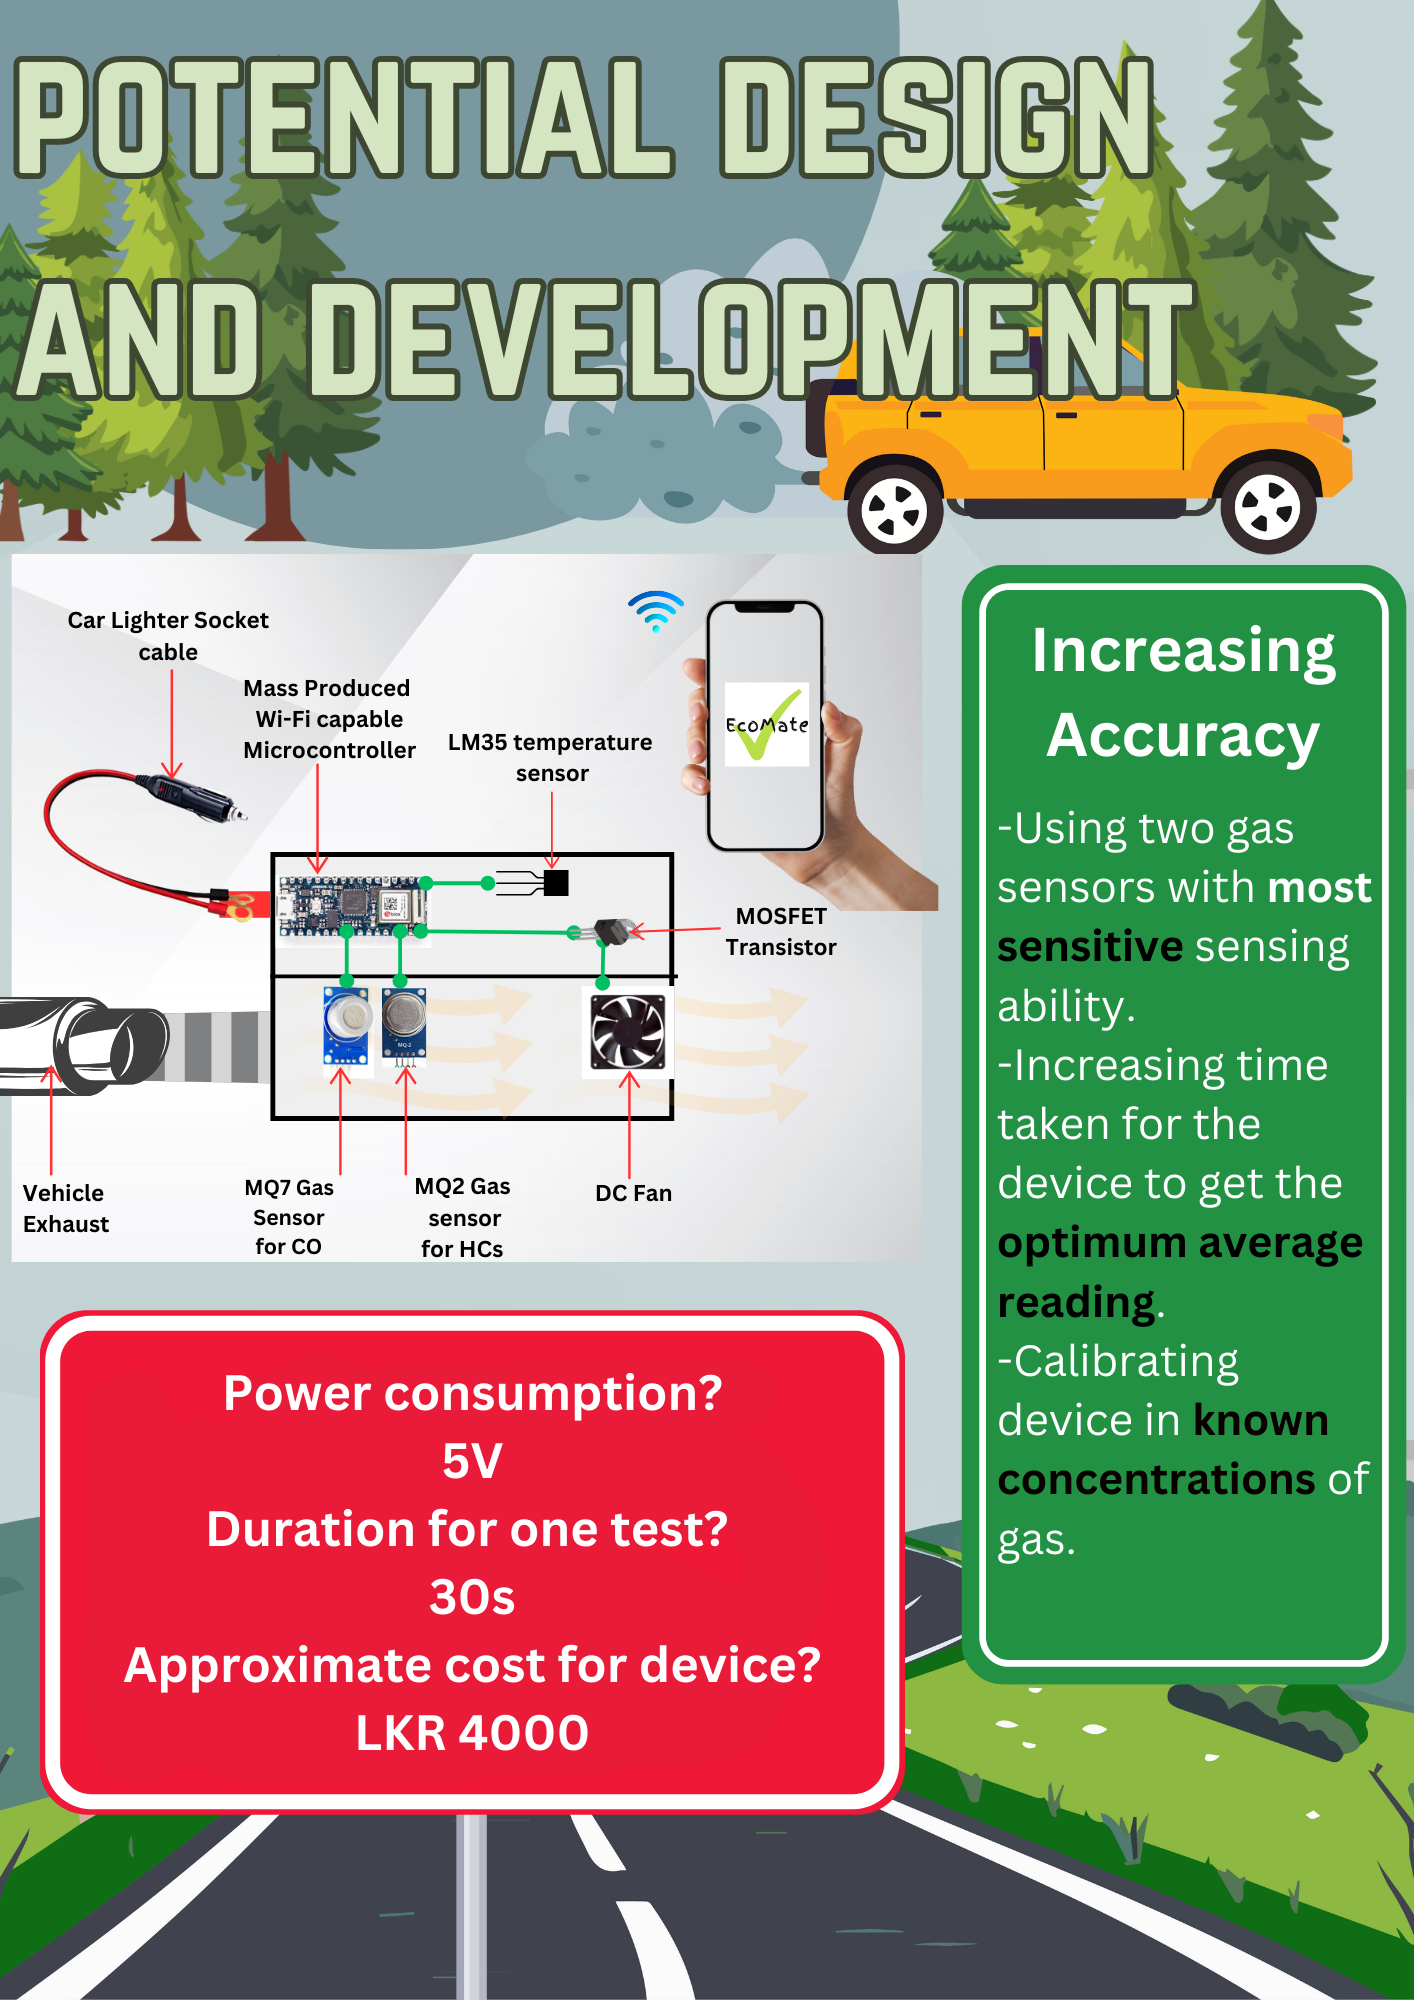 POTENTIAL DESIGN
AND DEVELOPMENT
Car Lighter Socket
cable
Mass Produced
Wi-Fi capable
Microcontroller
LM35 temperature
sensor
EcoMate
MOSFET
Transistor
MQ-2
Vehicle
Exhaust
MQ7 Gas
Sensor
for CO
MQ2 Gas
sensor
for HCs
DC Fan
Increasing
Accuracy
-Using two gas
sensors with most
sensitive sensing
ability.
-Increasing time
taken for the
device to get the
optimum average
reading.
-Calibrating
device in known
concentrations of
gas.
Power consumption?
5V
Duration for one test?
30s
Approximate cost for device?
LKR 4000